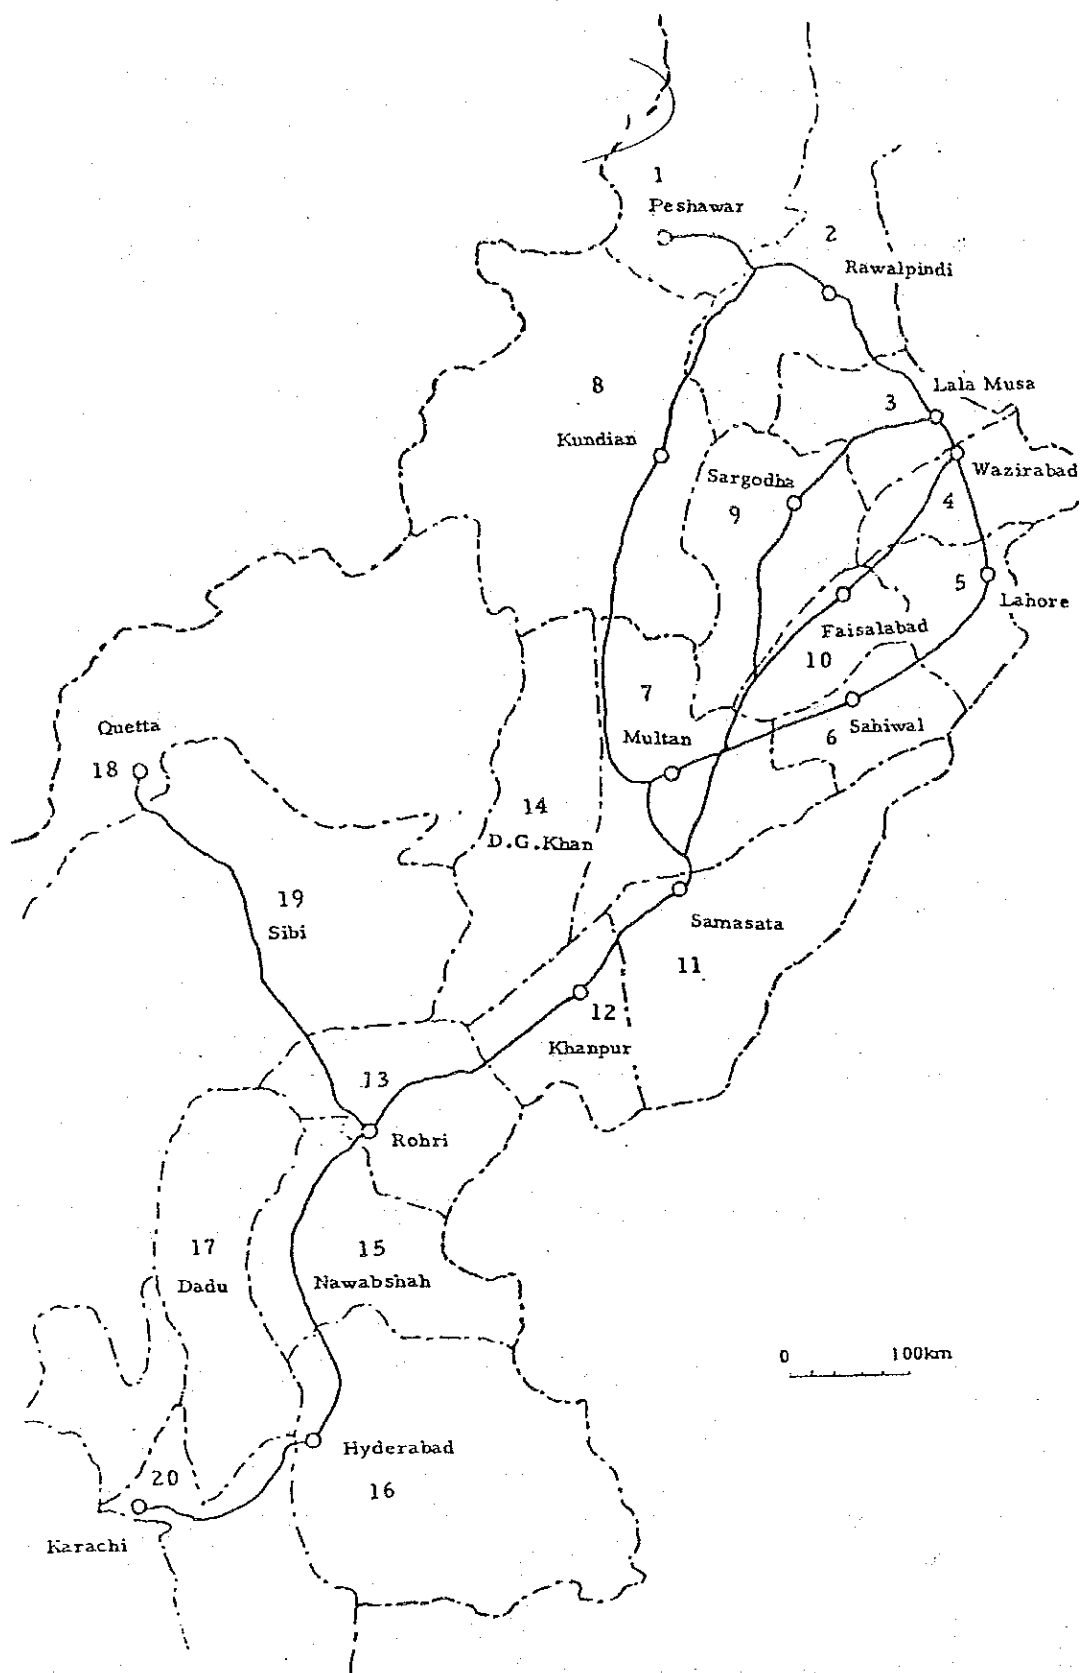 1
Peshawar
2
Rawalpindi
8
3
Lala Musa
Kundian
Wazirabad
Sargodha
9
4
5
Lahore
Faisalabad
10
7
Multan
6
Sahiwal
Quetta
18
14
D.G.Khan
19
Sibi
Samasata
11
12
Khanpur
13
Rohri
17
Dadu
15
Nawabshah
0 100km
Hyderabad
16
20
Karachi